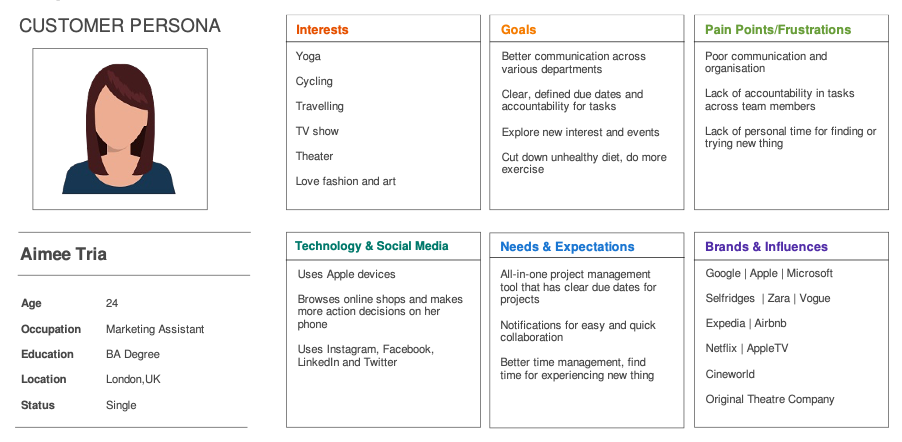 CUSTOMER PERSONA
Aimee Tria
Age 24
Occupation Marketing Assistant
Education BA Degree
Location London,UK
Status Single
Interests
Yoga
Cycling
Travelling
TV show
Theater
Love fashion and art
Goals
Better communication across
various departments
Clear, defined due dates and
accountability for tasks
Explore new interest and events
Cut down unhealthy diet, do more
exercise
Pain Points/Frustrations
Poor communication and
organisation
Lack of accountability in tasks
across team members
Lack of personal time for finding or
trying new thing
Technology & Social Media
Uses Apple devices
Browses online shops and makes
more action decisions on her
phone
Uses Instagram, Facebook,
LinkedIn and Twitter
Needs & Expectations
All-in-one project management
tool that has clear due dates for
projects
Notifications for easy and quick
collaboration
Better time management, find
time for experiencing new thing
Brands & Influences
Google | Apple | Microsoft
Selfridges | Zara | Vogue
Expedia | Airbnb
Netflix | AppleTV
Cineworld
Original Theatre Company